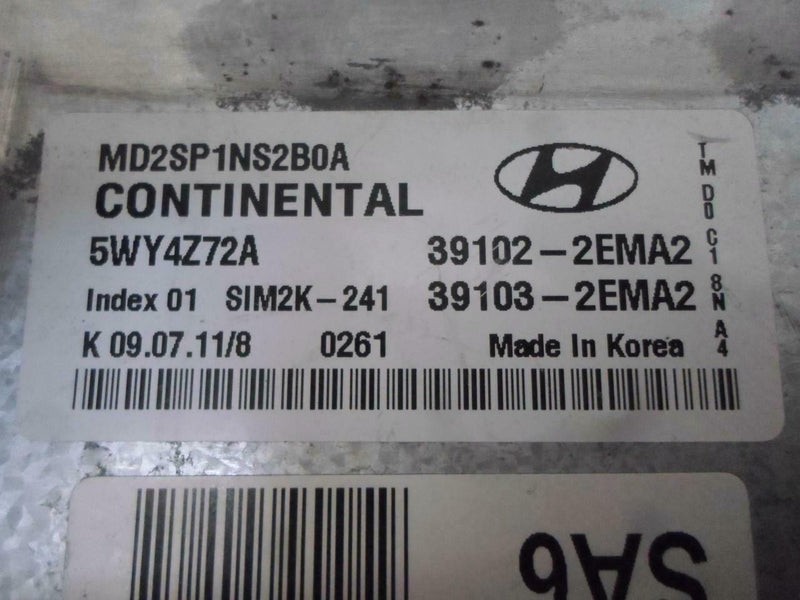 MD2SP1NS2B0A
CONTINENTAL
5WY4Z72A 39102-2EMA2
Index 01 SIM2K-241 39103-2EMA2
K 09.07.11/8 0261 Made In Korea
TM D0 C1 8N A4
SA6